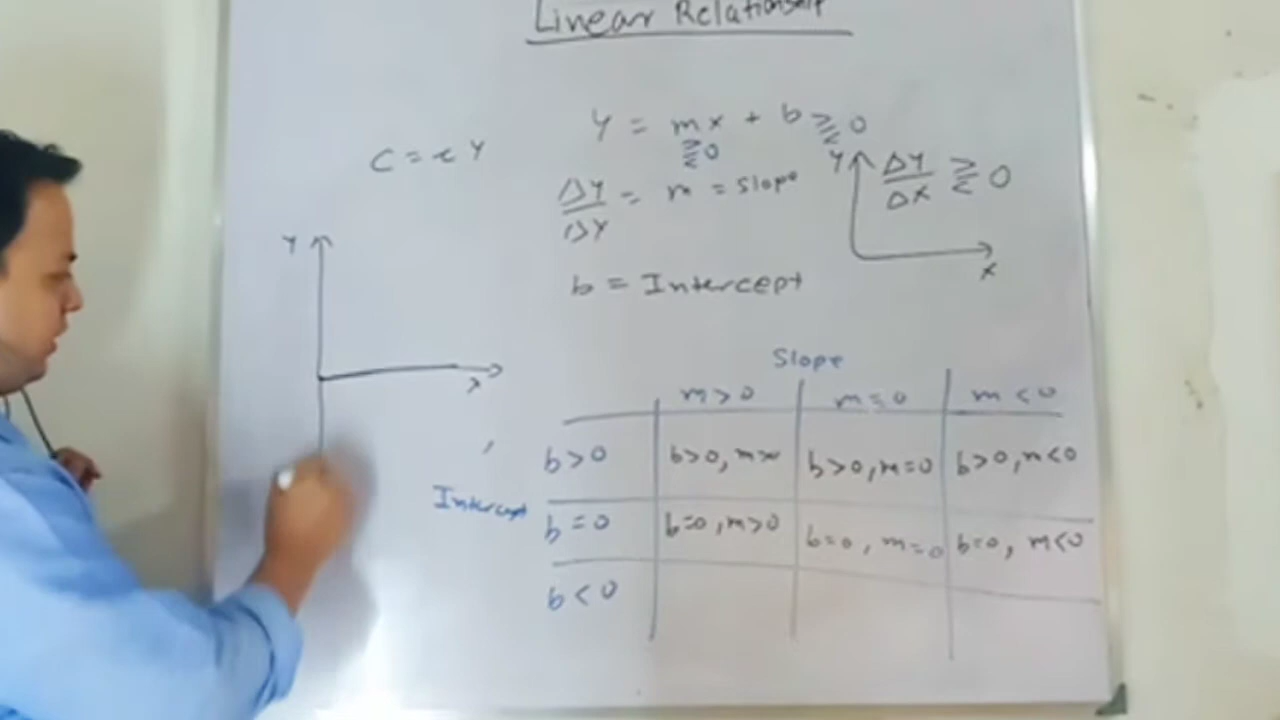 Linear Relationship
Y = mx + b ⪌ 0
⪌ 0
C = c Y
ΔY/ΔY = m = Slope
Y
ΔY/ΔX ⪌ 0
X
b = Intercept
Y
x
Slope
m > 0 m = 0 m < 0
b > 0 b>0, m>0 b>0, m=0 b>0, m<0
Intercept
b = 0 b=0, m>0 b=0, m=0 b=0, m<0
b < 0